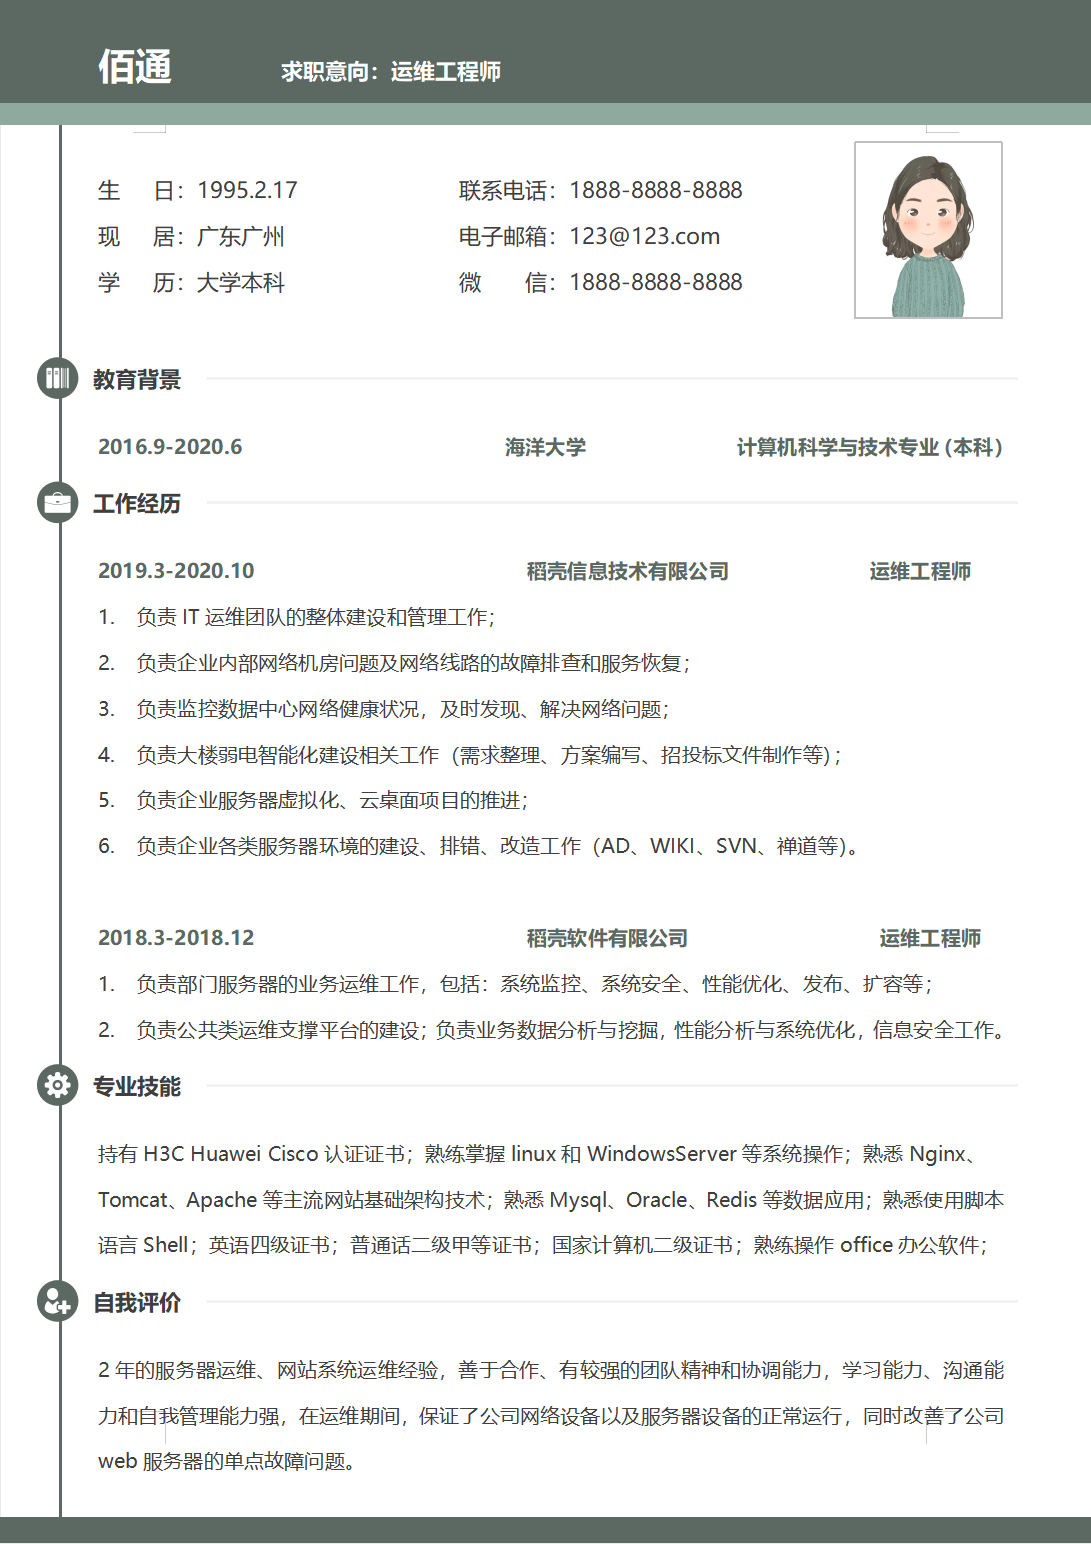 佰通 求职意向：运维工程师
生 日：1995.2.17 联系电话：1888-8888-8888
现 居：广东广州 电子邮箱：123@123.com
学 历：大学本科 微 信：1888-8888-8888
教育背景
2016.9-2020.6 海洋大学 计算机科学与技术专业（本科）
工作经历
2019.3-2020.10 稻壳信息技术有限公司 运维工程师
1. 负责 IT 运维团队的整体建设和管理工作；
2. 负责企业内部网络机房问题及网络线路的故障排查和服务恢复；
3. 负责监控数据中心网络健康状况，及时发现、解决网络问题；
4. 负责大楼弱电智能化建设相关工作（需求整理、方案编写、招投标文件制作等）；
5. 负责企业服务器虚拟化、云桌面项目的推进；
6. 负责企业各类服务器环境的建设、排错、改造工作（AD、WIKI、SVN、禅道等）。
2018.3-2018.12 稻壳软件有限公司 运维工程师
1. 负责部门服务器的业务运维工作，包括：系统监控、系统安全、性能优化、发布、扩容等；
2. 负责公共类运维支撑平台的建设；负责业务数据分析与挖掘，性能分析与系统优化，信息安全工作。
专业技能
持有 H3C Huawei Cisco 认证证书；熟练掌握 linux 和 WindowsServer 等系统操作；熟悉 Nginx、
Tomcat、Apache 等主流网站基础架构技术；熟悉 Mysql、Oracle、Redis 等数据应用；熟悉使用脚本
语言 Shell；英语四级证书；普通话二级甲等证书；国家计算机二级证书；熟练操作 office 办公软件；
自我评价
2 年的服务器运维、网站系统运维经验，善于合作、有较强的团队精神和协调能力，学习能力、沟通能
力和自我管理能力强，在运维期间，保证了公司网络设备以及服务器设备的正常运行，同时改善了公司
web 服务器的单点故障问题。